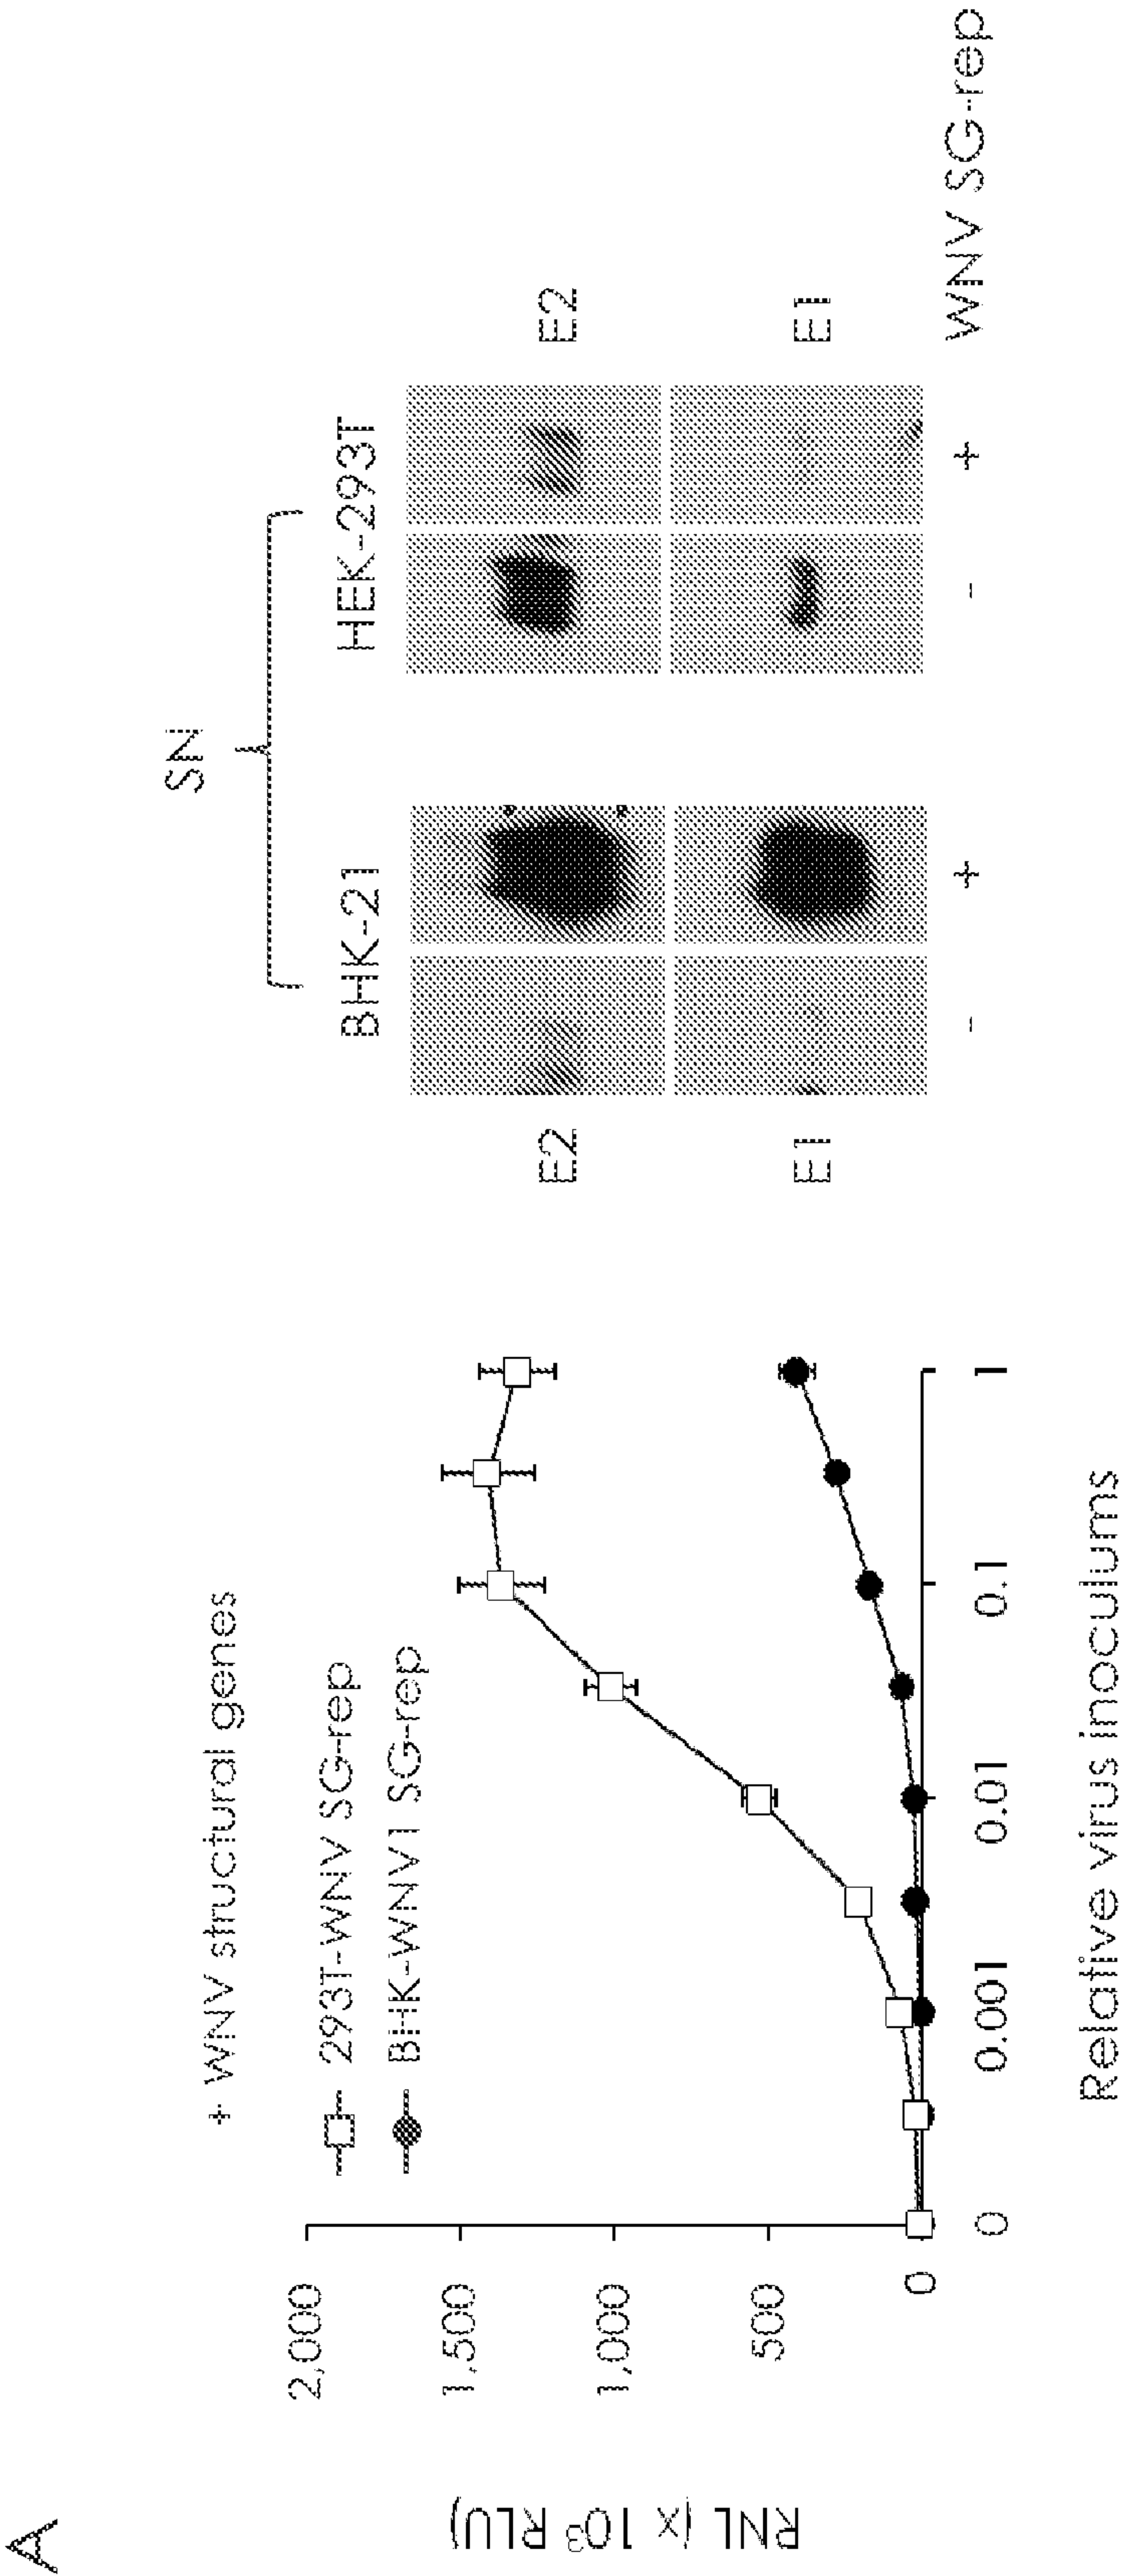 A
+ WNV structural genes
293T-WNV SG-rep
BHK-WNV1 SG-rep
RNL (x 10³ RLU)
2,000
1,500
1,000
500
0
0 0.001 0.01 0.1 1
Relative virus inoculums
SN
BHK-21 HEK-293T
E2 E2
E1 E1
- + - + WNV SG-rep